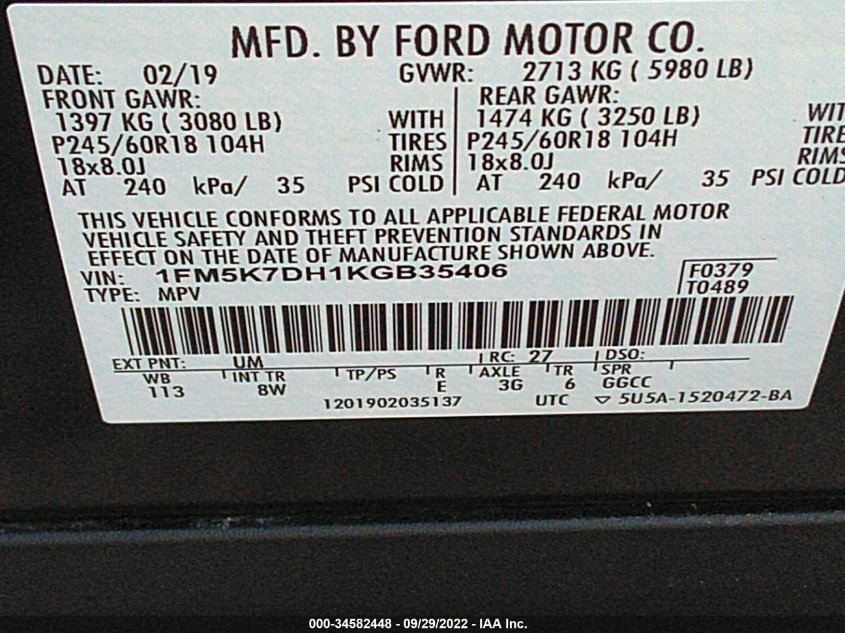 MFD. BY FORD MOTOR CO.
DATE: 02/19 GVWR: 2713 KG ( 5980 LB)
FRONT GAWR: REAR GAWR:
1397 KG ( 3080 LB) WITH 1474 KG ( 3250 LB) WIT
P245/60R18 104H TIRES P245/60R18 104H TIRE
18x8.0J RIMS 18x8.0J RIMS
AT 240 kPa/ 35 PSI COLD AT 240 kPa/ 35 PSI COLD
THIS VEHICLE CONFORMS TO ALL APPLICABLE FEDERAL MOTOR
VEHICLE SAFETY AND THEFT PREVENTION STANDARDS IN
EFFECT ON THE DATE OF MANUFACTURE SHOWN ABOVE.
VIN: 1FM5K7DH1KGB35406 F0379
TYPE: MPV T0489
EXT PNT: UM RC: 27 DSO:
WB INT TR TP/PS R AXLE TR SPR
113 8W E 3G 6 GGCC
1201902035137 UTC ▽ 5U5A-1520472-BA
000-34582448 - 09/29/2022 - IAA Inc.